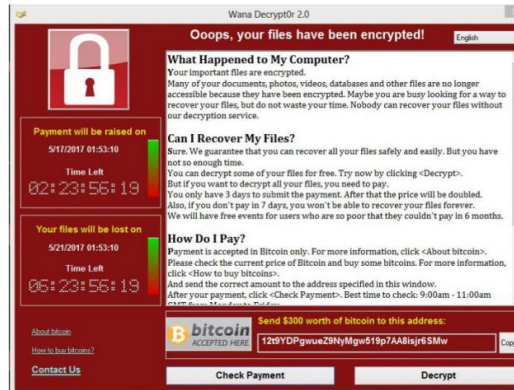 Wana Decrypt0r 2.0
Ooops, your files have been encrypted!
English
What Happened to My Computer?
Your important files are encrypted.
Many of your documents, photos, videos, databases and other files are no longer
accessible because they have been encrypted. Maybe you are busy looking for a way to
recover your files, but do not waste your time. Nobody can recover your files without
our decryption service.
Can I Recover My Files?
Sure. We guarantee that you can recover all your files safely and easily. But you have
not so enough time.
You can decrypt some of your files for free. Try now by clicking <Decrypt>.
But if you want to decrypt all your files, you need to pay.
You only have 3 days to submit the payment. After that the price will be doubled.
Also, if you don't pay in 7 days, you won't be able to recover your files forever.
We will have free events for users who are so poor that they couldn't pay in 6 months.
How Do I Pay?
Payment is accepted in Bitcoin only. For more information, click <About bitcoin>.
Please check the current price of Bitcoin and buy some bitcoins. For more information,
click <How to buy bitcoins>.
And send the correct amount to the address specified in this window.
After your payment, click <Check Payment>. Best time to check: 9:00am - 11:00am
GMT from Monday to Friday.
Payment will be raised on
5/17/2017 01:53:10
Time Left
02:23:56:19
Your files will be lost on
5/21/2017 01:53:10
Time Left
06:23:56:19
About bitcoin
How to buy bitcoins?
Contact Us
bitcoin
ACCEPTED HERE
Send $300 worth of bitcoin to this address:
12t9YDPgwueZ9NyMgw519p7AA8isjr6SMw
Copy
Check Payment
Decrypt